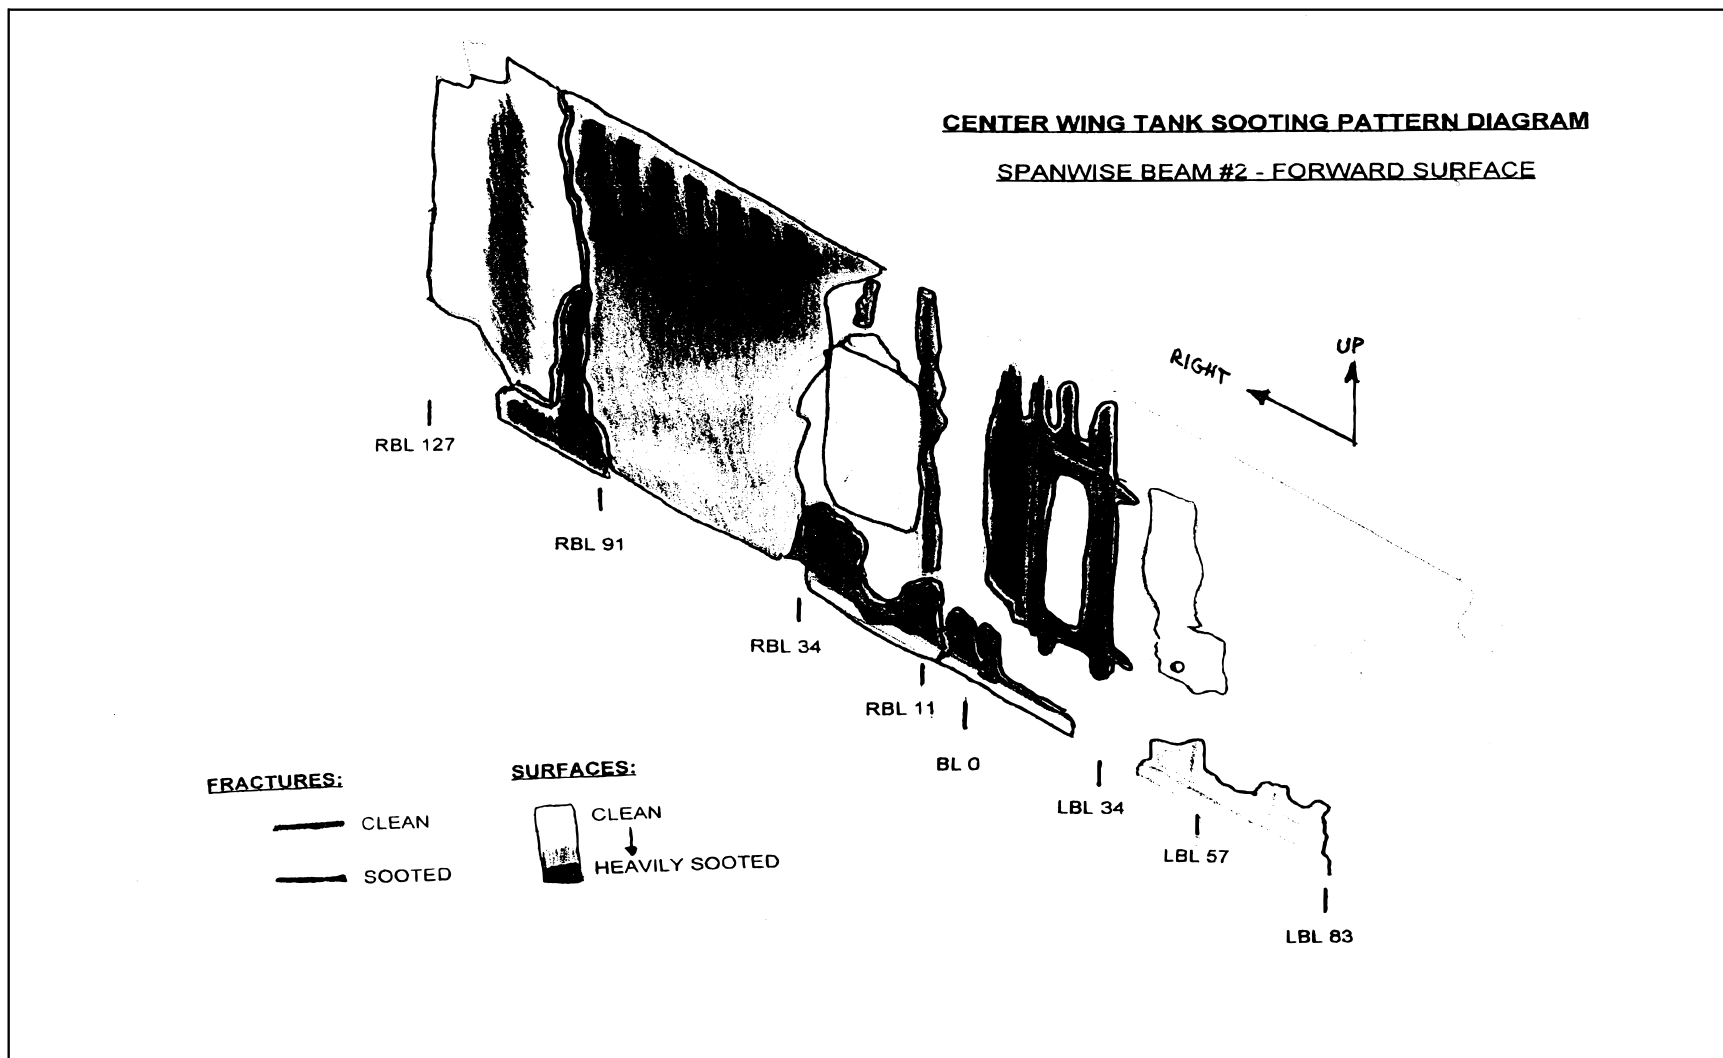 CENTER WING TANK SOOTING PATTERN DIAGRAM
SPANWISE BEAM #2 - FORWARD SURFACE
UP
RIGHT
RBL 127
RBL 91
RBL 34
RBL 11
BL 0
LBL 34
LBL 57
LBL 83
FRACTURES:
CLEAN
SOOTED
SURFACES:
CLEAN
HEAVILY SOOTED